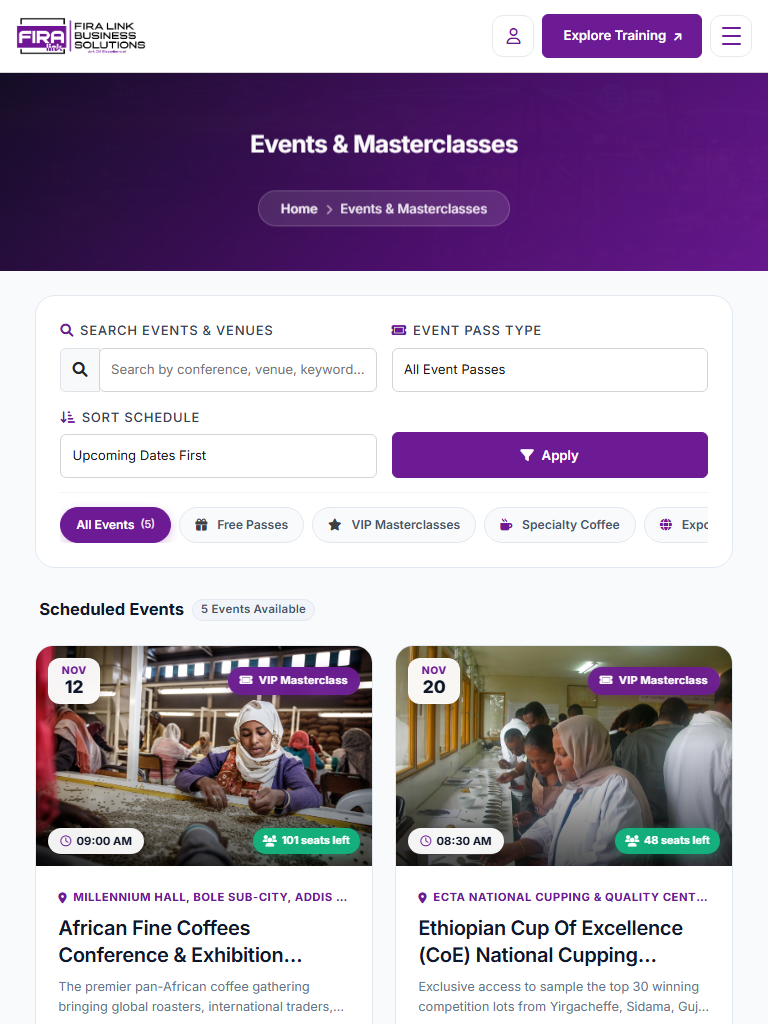 FIRA
link
FIRA LINK
BUSINESS
SOLUTIONS
Explore Training
Events & Masterclasses
Home > Events & Masterclasses
SEARCH EVENTS & VENUES
EVENT PASS TYPE
Search by conference, venue, keyword...
All Event Passes
SORT SCHEDULE
Upcoming Dates First
Apply
All Events (5)
Free Passes
VIP Masterclasses
Specialty Coffee
Expo
Scheduled Events
5 Events Available
NOV
12
VIP Masterclass
09:00 AM
101 seats left
MILLENNIUM HALL, BOLE SUB-CITY, ADDIS ...
African Fine Coffees
Conference & Exhibition...
The premier pan-African coffee gathering
bringing global roasters, international traders,...
NOV
20
VIP Masterclass
08:30 AM
48 seats left
ECTA NATIONAL CUPPING & QUALITY CENT...
Ethiopian Cup Of Excellence
(CoE) National Cupping...
Exclusive access to sample the top 30 winning
competition lots from Yirgacheffe, Sidama, Guj...